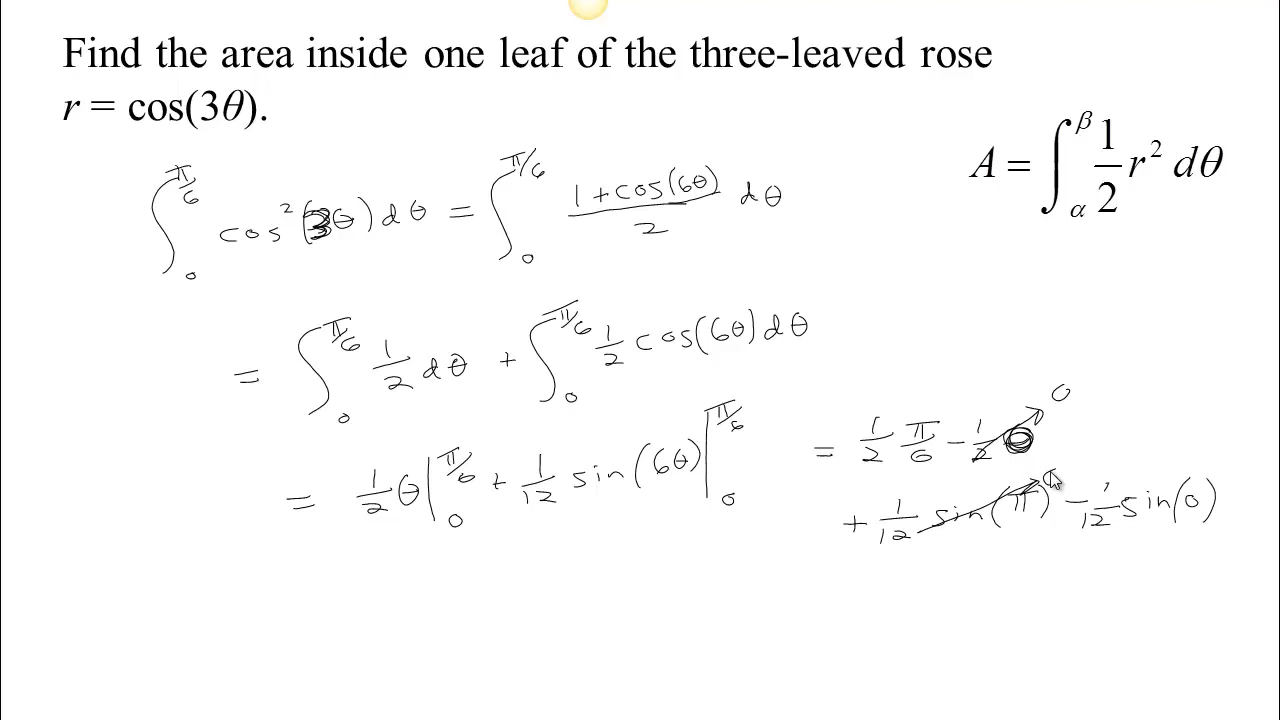 Find the area inside one leaf of the three-leaved rose
r = cos(3θ).
A = ∫_α^β 1/2 r² dθ
∫_0^{π/6} cos²(3θ) dθ = ∫_0^{π/6} (1+cos(6θ))/2 dθ
= ∫_0^{π/6} 1/2 dθ + ∫_0^{π/6} 1/2 cos(6θ) dθ
= 1/2 θ |_0^{π/6} + 1/12 sin(6θ) |_0^{π/6} = 1/2 π/6 - 1/2 0 → 0
+ 1/12 sin(π) → 0 - 1/12 sin(0)